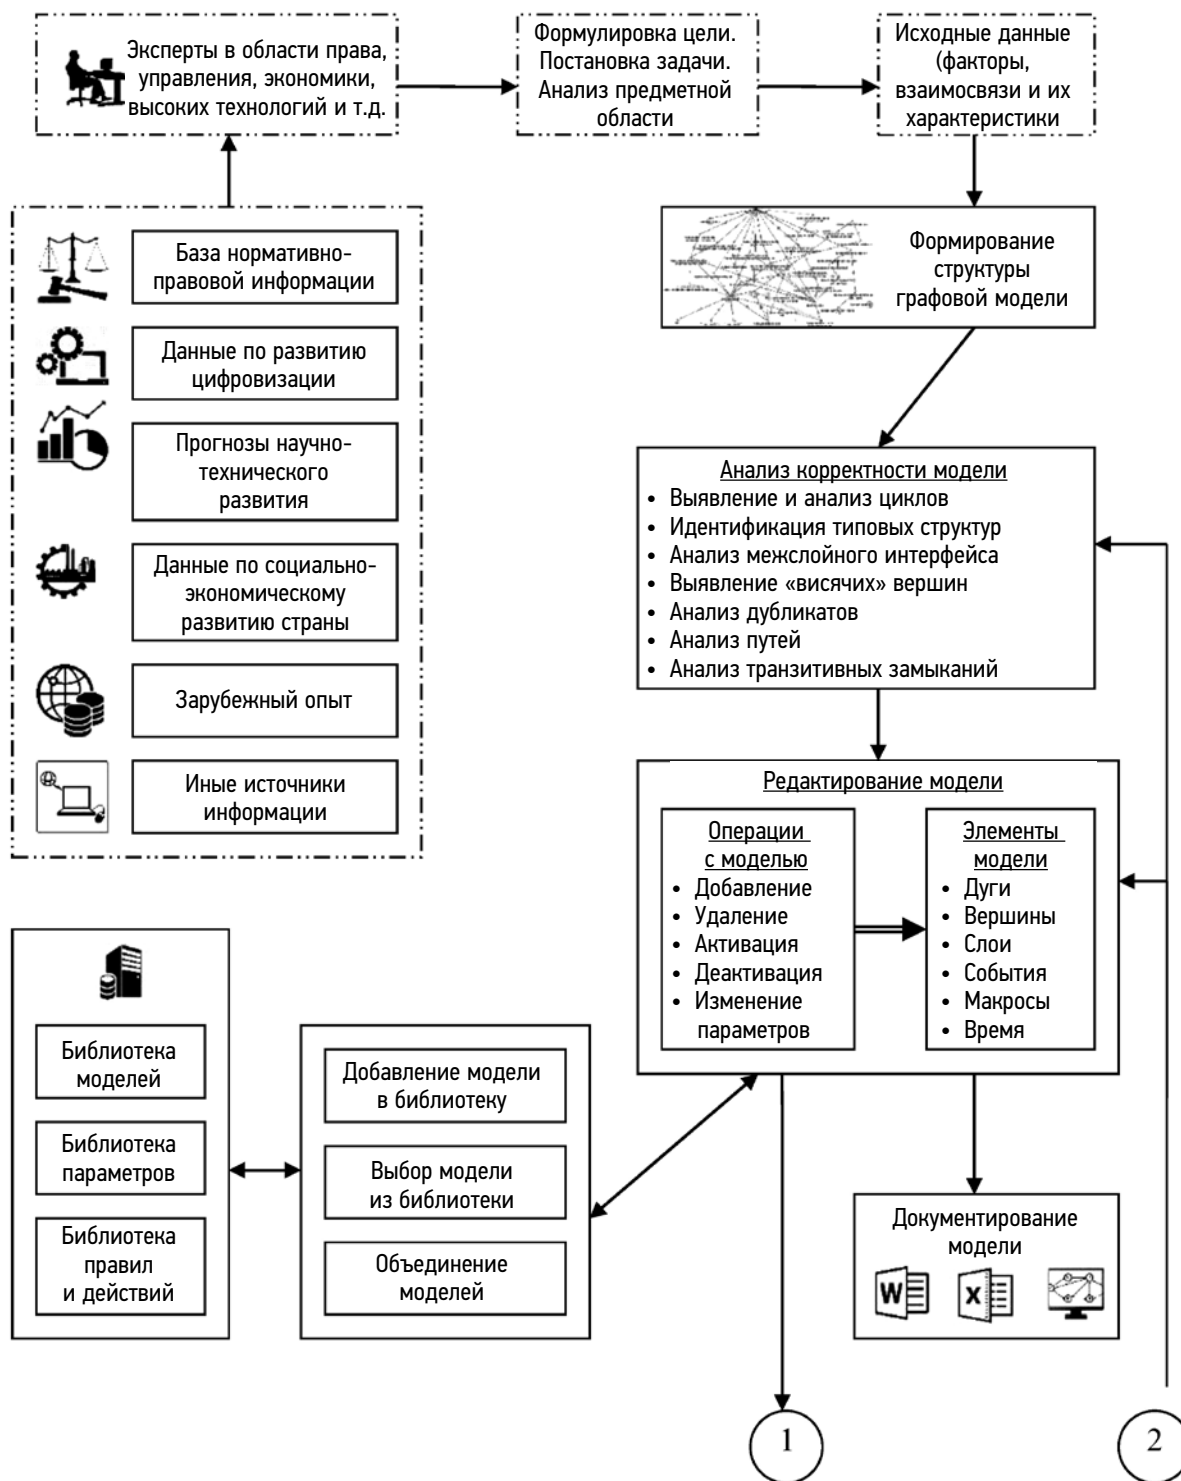 Эксперты в области права,
управления, экономики,
высоких технологий и т.д.
Формулировка цели.
Постановка задачи.
Анализ предметной
области
Исходные данные
(факторы,
взаимосвязи и их
характеристики
База нормативно-
правовой информации
Данные по развитию
цифровизации
Прогнозы научно-
технического
развития
Данные по социально-
экономическому
развитию страны
Зарубежный опыт
Иные источники
информации
Формирование
структуры
графовой модели
Анализ корректности модели
• Выявление и анализ циклов
• Идентификация типовых структур
• Анализ межслойного интерфейса
• Выявление «висячих» вершин
• Анализ дубликатов
• Анализ путей
• Анализ транзитивных замыканий
Редактирование модели
Операции
с моделью
• Добавление
• Удаление
• Активация
• Деактивация
• Изменение
параметров
Элементы
модели
• Дуги
• Вершины
• Слои
• События
• Макросы
• Время
Библиотека
моделей
Библиотека
параметров
Библиотека
правил
и действий
Добавление модели
в библиотеку
Выбор модели
из библиотеки
Объединение
моделей
Документирование
модели
W
X
1
2